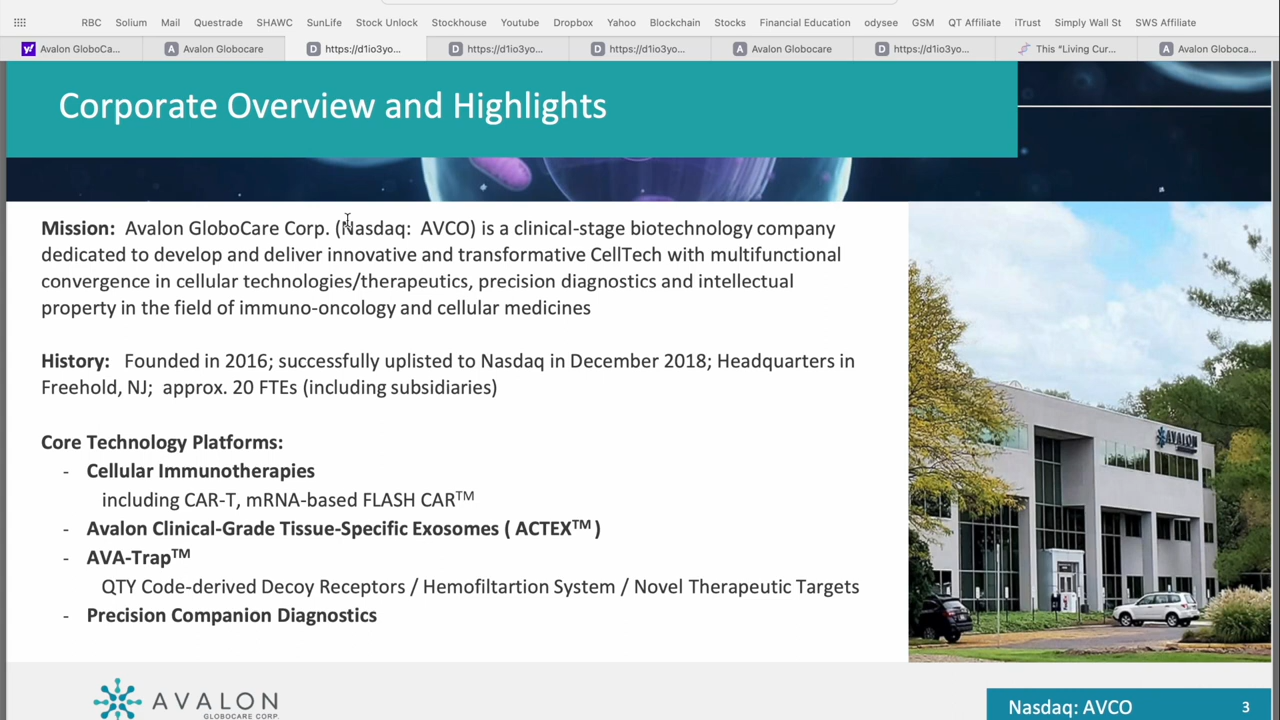 RBC Solium Mail Questrade SHAWC SunLife Stock Unlock Stockhouse Youtube Dropbox Yahoo Blockchain Stocks Financial Education odysee GSM QT Affiliate iTrust Simply Wall St SWS Affiliate
Avalon GloboCa... Avalon Globocare https://d1io3yo... https://d1io3yo... https://d1io3yo... Avalon Globocare https://d1io3yo... This "Living Cur... Avalon Globoca...
Corporate Overview and Highlights
Mission: Avalon GloboCare Corp. (Nasdaq: AVCO) is a clinical-stage biotechnology company
dedicated to develop and deliver innovative and transformative CellTech with multifunctional
convergence in cellular technologies/therapeutics, precision diagnostics and intellectual
property in the field of immuno-oncology and cellular medicines
History: Founded in 2016; successfully uplisted to Nasdaq in December 2018; Headquarters in
Freehold, NJ; approx. 20 FTEs (including subsidiaries)
Core Technology Platforms:
- Cellular Immunotherapies
including CAR-T, mRNA-based FLASH CAR™
- Avalon Clinical-Grade Tissue-Specific Exosomes ( ACTEX™ )
- AVA-Trap™
QTY Code-derived Decoy Receptors / Hemofiltartion System / Novel Therapeutic Targets
- Precision Companion Diagnostics
AVALON
AVALON
GLOBOCARE CORP.
Nasdaq: AVCO 3